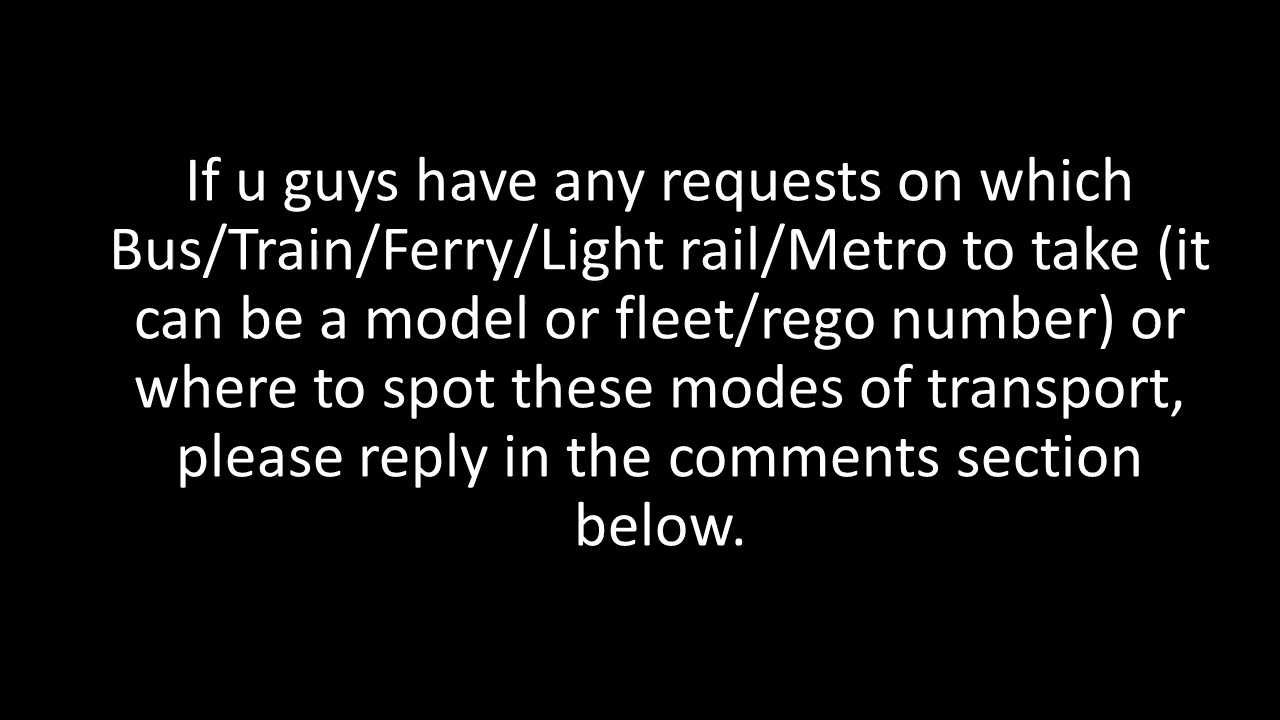 If u guys have any requests on which
Bus/Train/Ferry/Light rail/Metro to take (it
can be a model or fleet/rego number) or
where to spot these modes of transport,
please reply in the comments section
below.